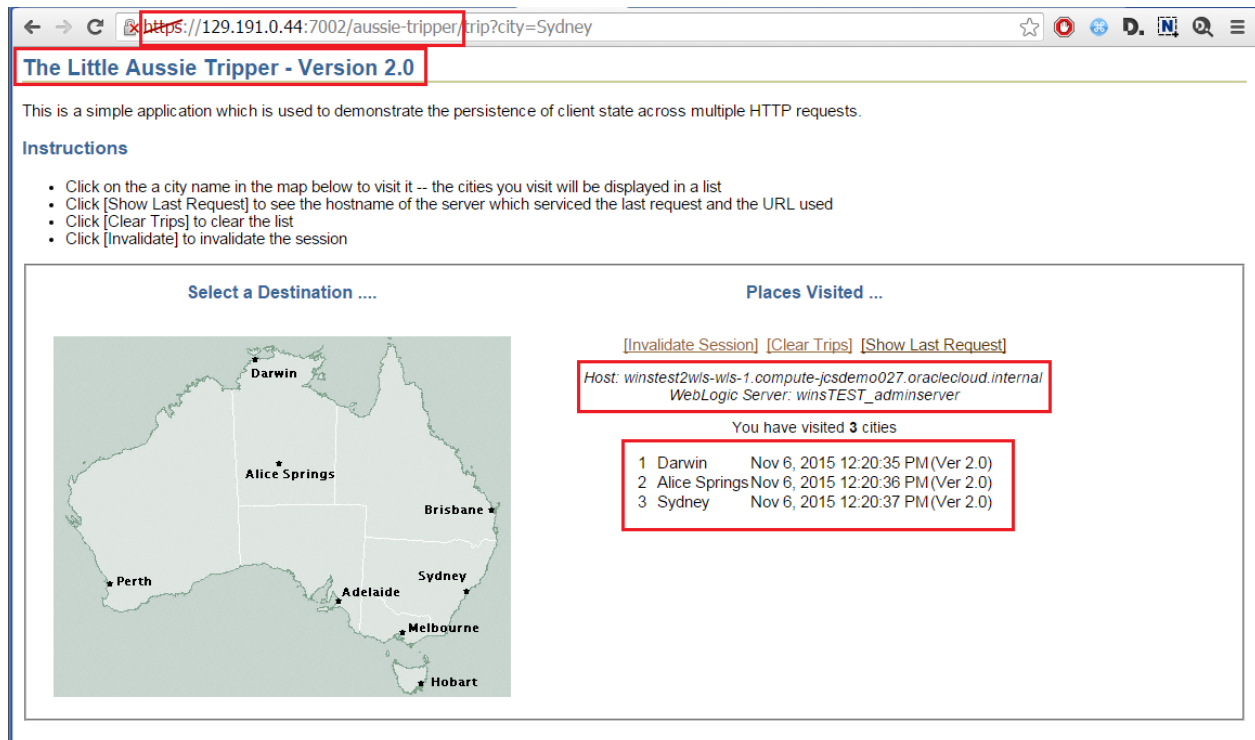 https://129.191.0.44:7002/aussie-tripper/trip?city=Sydney
The Little Aussie Tripper - Version 2.0
This is a simple application which is used to demonstrate the persistence of client state across multiple HTTP requests.
Instructions
• Click on the a city name in the map below to visit it -- the cities you visit will be displayed in a list
• Click [Show Last Request] to see the hostname of the server which serviced the last request and the URL used
• Click [Clear Trips] to clear the list
• Click [Invalidate] to invalidate the session
Select a Destination ....
Darwin
Alice Springs
Brisbane
Perth
Sydney
Adelaide
Melbourne
Hobart
Places Visited ...
[Invalidate Session] [Clear Trips] [Show Last Request]
Host: winstest2wls-wls-1.compute-jcsdemo027.oraclecloud.internal
WebLogic Server: winsTEST_adminserver
You have visited 3 cities
1 Darwin Nov 6, 2015 12:20:35 PM (Ver 2.0)
2 Alice Springs Nov 6, 2015 12:20:36 PM (Ver 2.0)
3 Sydney Nov 6, 2015 12:20:37 PM (Ver 2.0)